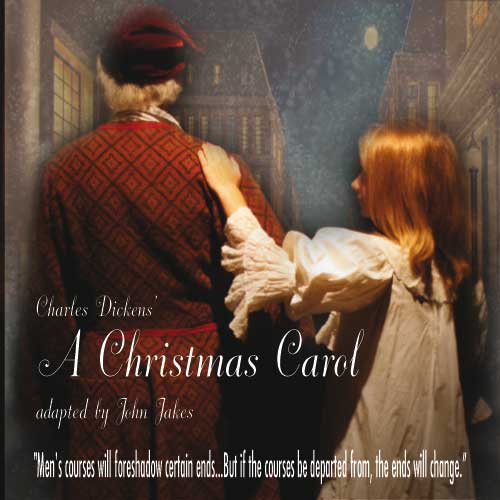 Charles Dickens'
A Christmas Carol
adapted by John Jakes
"Men's courses will foreshadow certain ends...But if the courses be departed from, the ends will change."